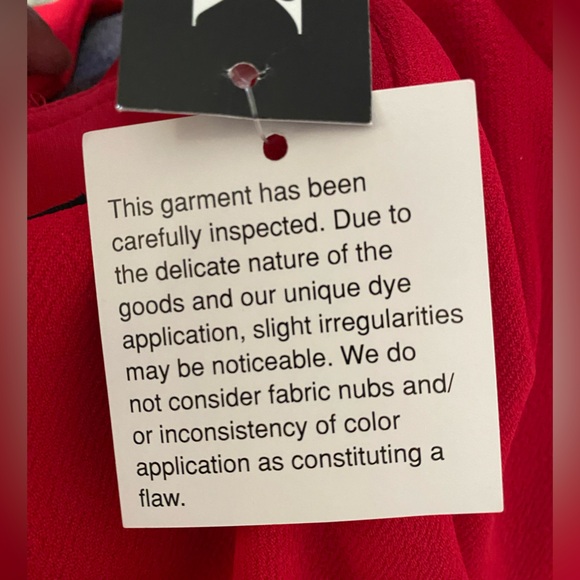 This garment has been
carefully inspected. Due to
the delicate nature of the
goods and our unique dye
application, slight irregularities
may be noticeable. We do
not consider fabric nubs and/
or inconsistency of color
application as constituting a
flaw.